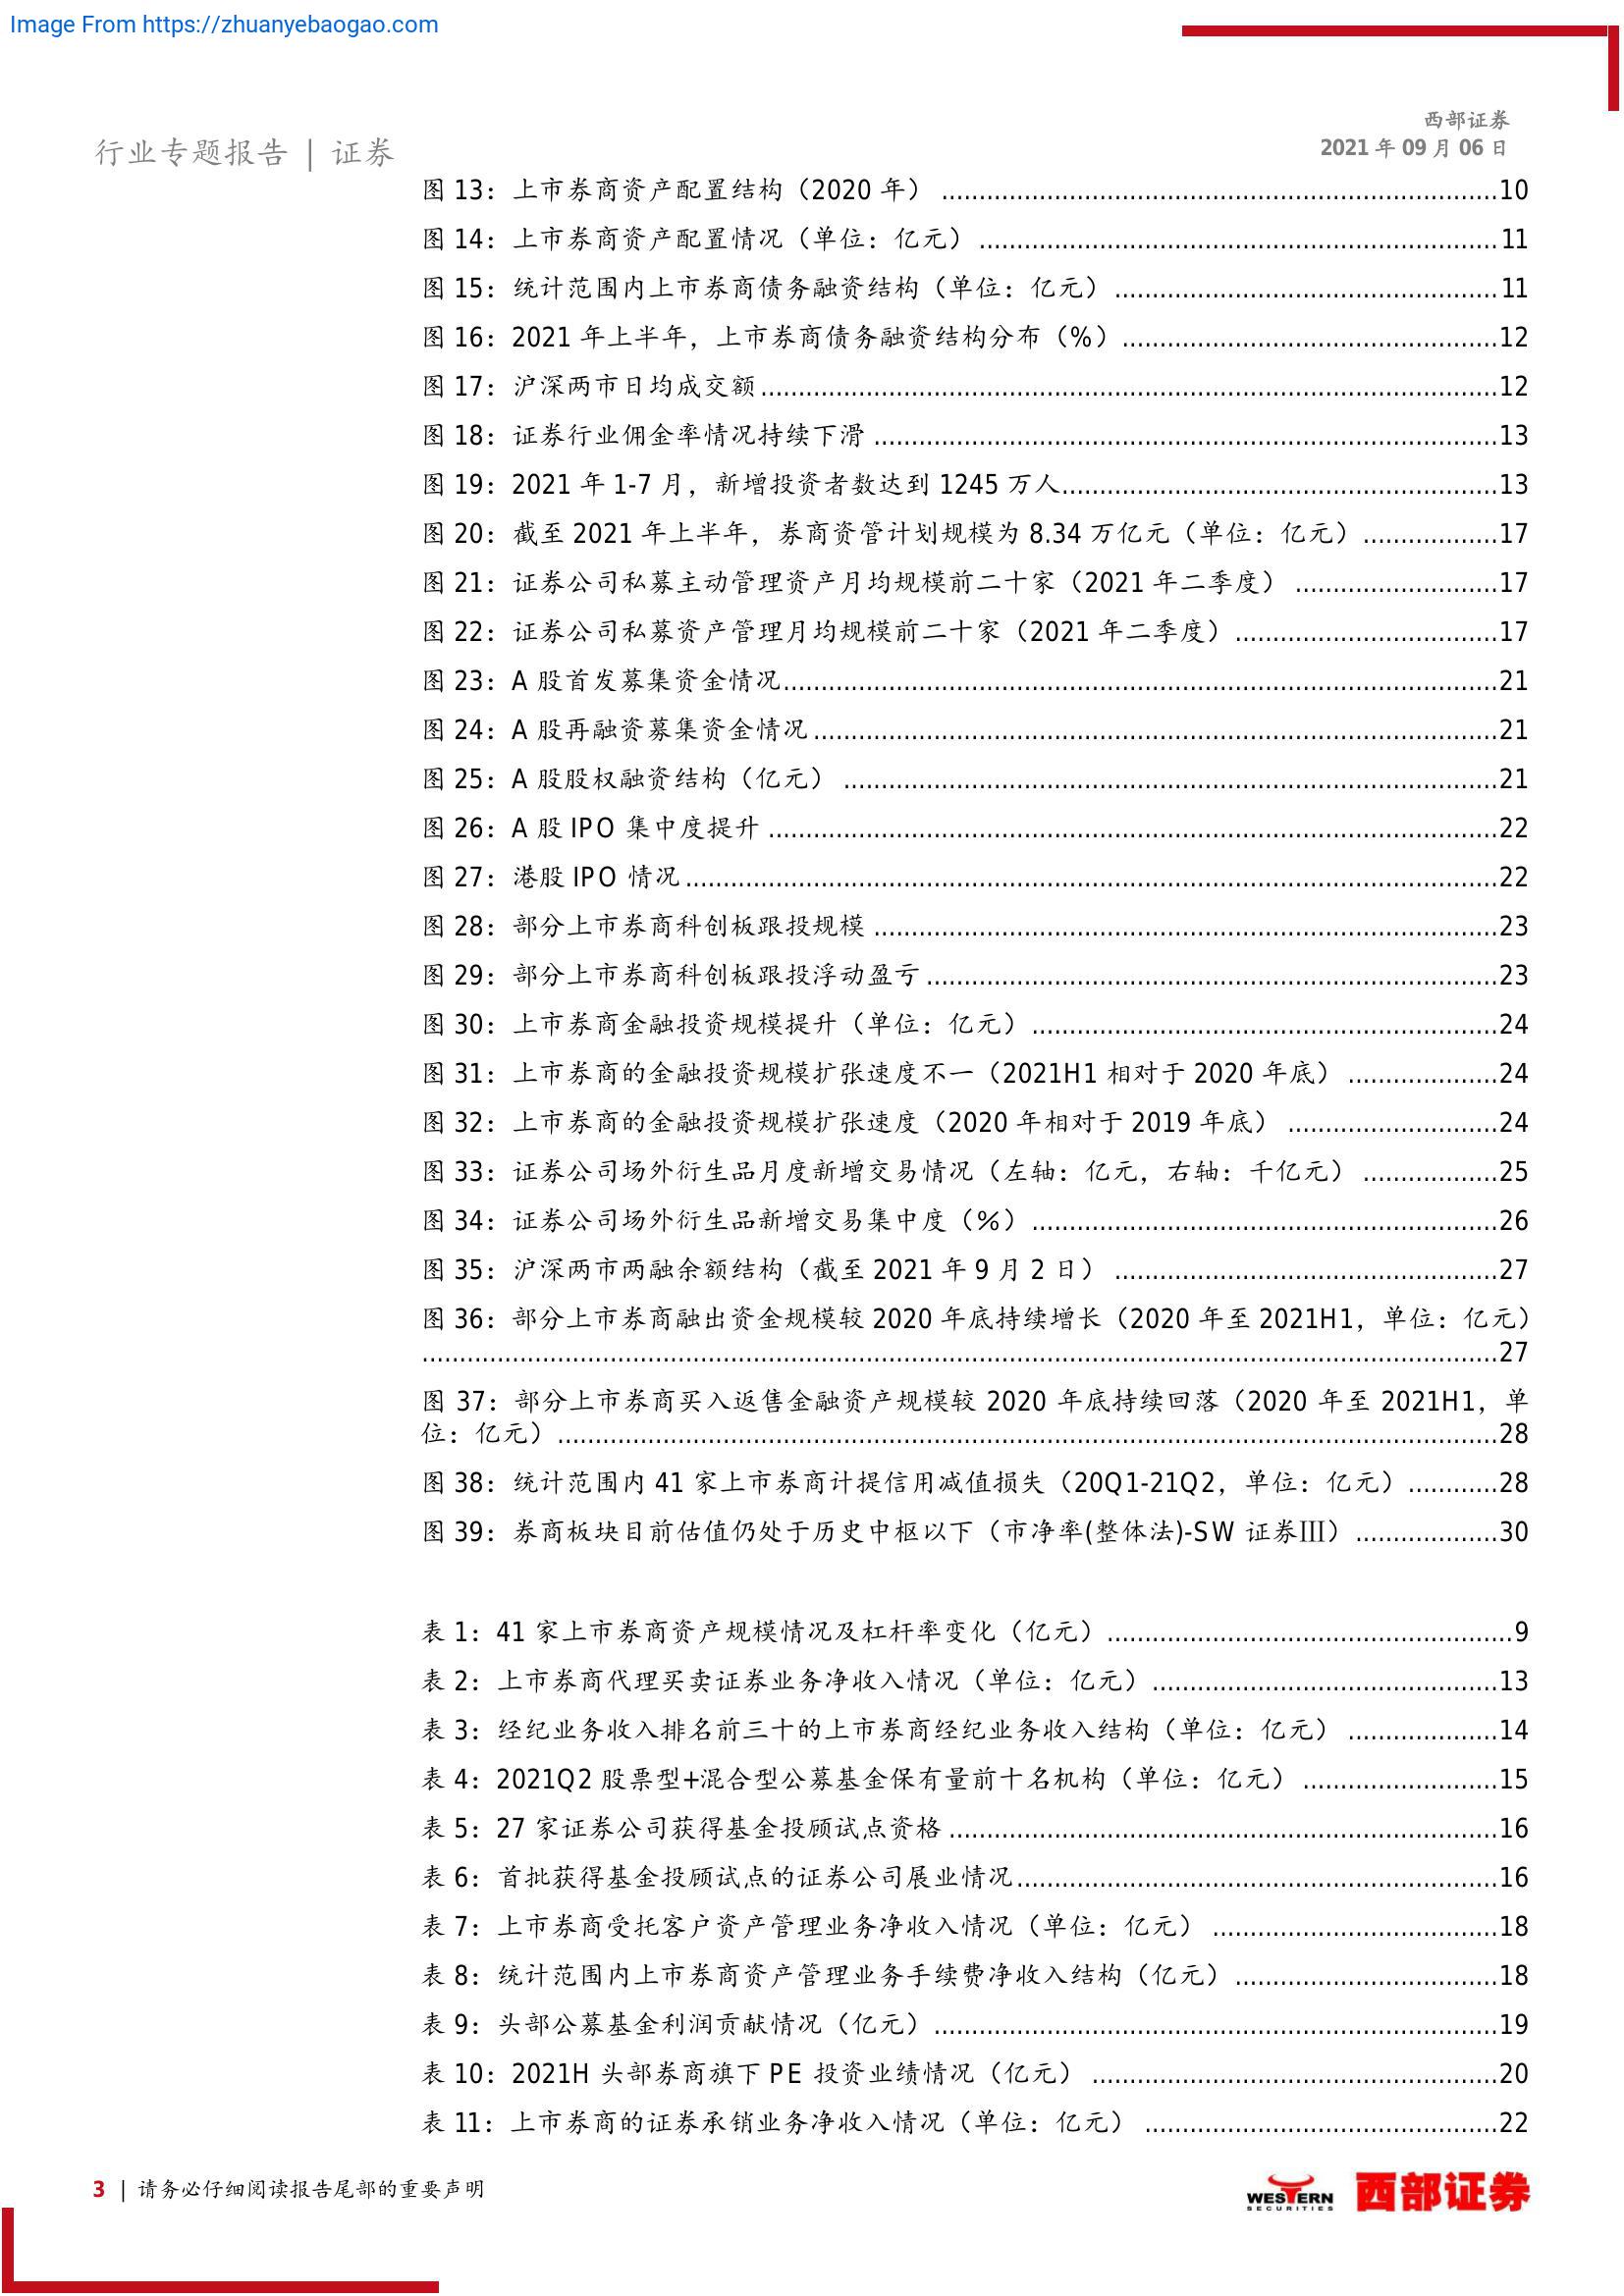 Image From https://zhuanyebaogao.com
西部证券
2021 年 09 月 06 日
行业专题报告 | 证券
图 13：上市券商资产配置结构（2020 年） ................................10
图 14：上市券商资产配置情况（单位：亿元） ................................11
图 15：统计范围内上市券商债务融资结构（单位：亿元） ................................11
图 16：2021 年上半年，上市券商债务融资结构分布（%） ................................12
图 17：沪深两市日均成交额 ................................12
图 18：证券行业佣金率情况持续下滑 ................................13
图 19：2021 年 1-7 月，新增投资者数达到 1245 万人 ................................13
图 20：截至 2021 年上半年，券商资管计划规模为 8.34 万亿元（单位：亿元） ..................17
图 21：证券公司私募主动管理资产月均规模前二十家（2021 年二季度） ...........................17
图 22：证券公司私募资产管理月均规模前二十家（2021 年二季度） ................................17
图 23：A 股首发募集资金情况 ................................21
图 24：A 股再融资募集资金情况 ................................21
图 25：A 股股权融资结构（亿元） ................................21
图 26：A 股 IPO 集中度提升 ................................22
图 27：港股 IPO 情况 ................................22
图 28：部分上市券商科创板跟投规模 ................................23
图 29：部分上市券商科创板跟投浮动盈亏 ................................23
图 30：上市券商金融投资规模提升（单位：亿元） ................................24
图 31：上市券商的金融投资规模扩张速度不一（2021H1 相对于 2020 年底） ....................24
图 32：上市券商的金融投资规模扩张速度（2020 年相对于 2019 年底） ............................24
图 33：证券公司场外衍生品月度新增交易情况（左轴：亿元，右轴：千亿元） ..................25
图 34：证券公司场外衍生品新增交易集中度（%） ................................26
图 35：沪深两市两融余额结构（截至 2021 年 9 月 2 日） ................................27
图 36：部分上市券商融出资金规模较 2020 年底持续增长（2020 年至 2021H1，单位：亿元）
................................27
图 37：部分上市券商买入返售金融资产规模较 2020 年底持续回落（2020 年至 2021H1，单
位：亿元） ................................28
图 38：统计范围内 41 家上市券商计提信用减值损失（20Q1-21Q2，单位：亿元） ............28
图 39：券商板块目前估值仍处于历史中枢以下（市净率(整体法)-SW 证券Ⅲ） ...................30
表 1：41 家上市券商资产规模情况及杠杆率变化（亿元） ................................9
表 2：上市券商代理买卖证券业务净收入情况（单位：亿元） ................................13
表 3：经纪业务收入排名前三十的上市券商经纪业务收入结构（单位：亿元） ....................14
表 4：2021Q2 股票型+混合型公募基金保有量前十名机构（单位：亿元） ..........................15
表 5：27 家证券公司获得基金投顾试点资格 ................................16
表 6：首批获得基金投顾试点的证券公司展业情况 ................................16
表 7：上市券商受托客户资产管理业务净收入情况（单位：亿元） ................................18
表 8：统计范围内上市券商资产管理业务手续费净收入结构（亿元） ................................18
表 9：头部公募基金利润贡献情况（亿元） ................................19
表 10：2021H 头部券商旗下 PE 投资业绩情况（亿元） ................................20
表 11：上市券商的证券承销业务净收入情况（单位：亿元） ................................22
3 | 请务必仔细阅读报告尾部的重要声明
WESTERN
SECURITIES
西部证券